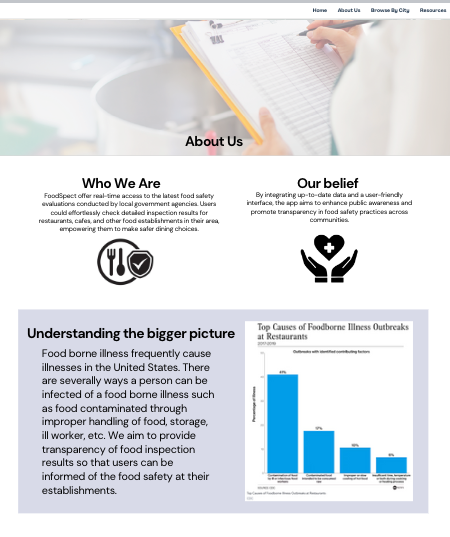 Home About Us Browse By City Resources
About Us
Who We Are
FoodSpect offer real-time access to the latest food safety
evaluations conducted by local government agencies. Users
could effortlessly check detailed inspection results for
restaurants, cafes, and other food establishments in their area,
empowering them to make safer dining choices.
Our belief
By integrating up-to-date data and a user-friendly
interface, the app aims to enhance public awareness and
promote transparency in food safety practices across
communities.
Understanding the bigger picture
Food borne illness frequently cause
illnesses in the United States. There
are severally ways a person can be
infected of a food borne illness such
as food contaminated through
improper handling of food, storage,
ill worker, etc. We aim to provide
transparency of food inspection
results so that users can be
informed of the food safety at their
establishments.
Top Causes of Foodborne Illness Outbreaks
at Restaurants
2017-2019
Outbreaks with identified contributing factors
Percentage of Illness
41%
17%
10%
6%
Top Causes of Foodborne Illness Outbreaks at Restaurants